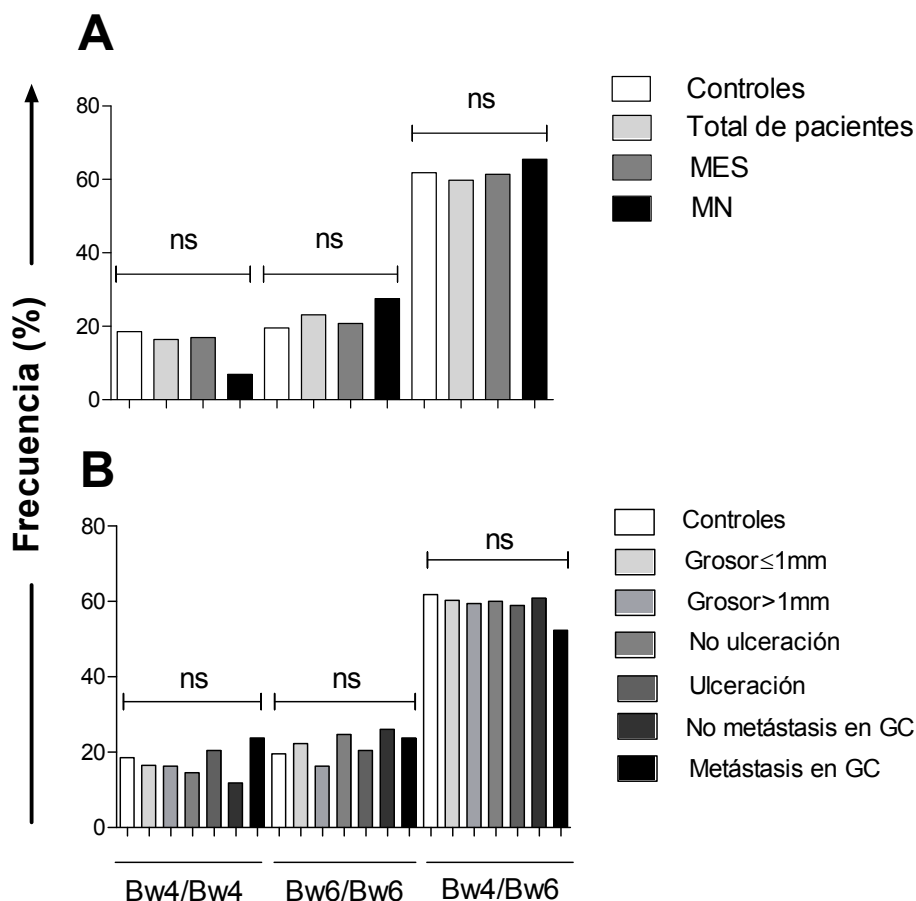 A
Frecuencia (%)
80
60
40
20
0
ns
ns
ns
Controles
Total de pacientes
MES
MN
B
80
60
40
20
0
ns
ns
ns
Controles
Grosor≤1mm
Grosor>1mm
No ulceración
Ulceración
No metástasis en GC
Metástasis en GC
Bw4/Bw4
Bw6/Bw6
Bw4/Bw6